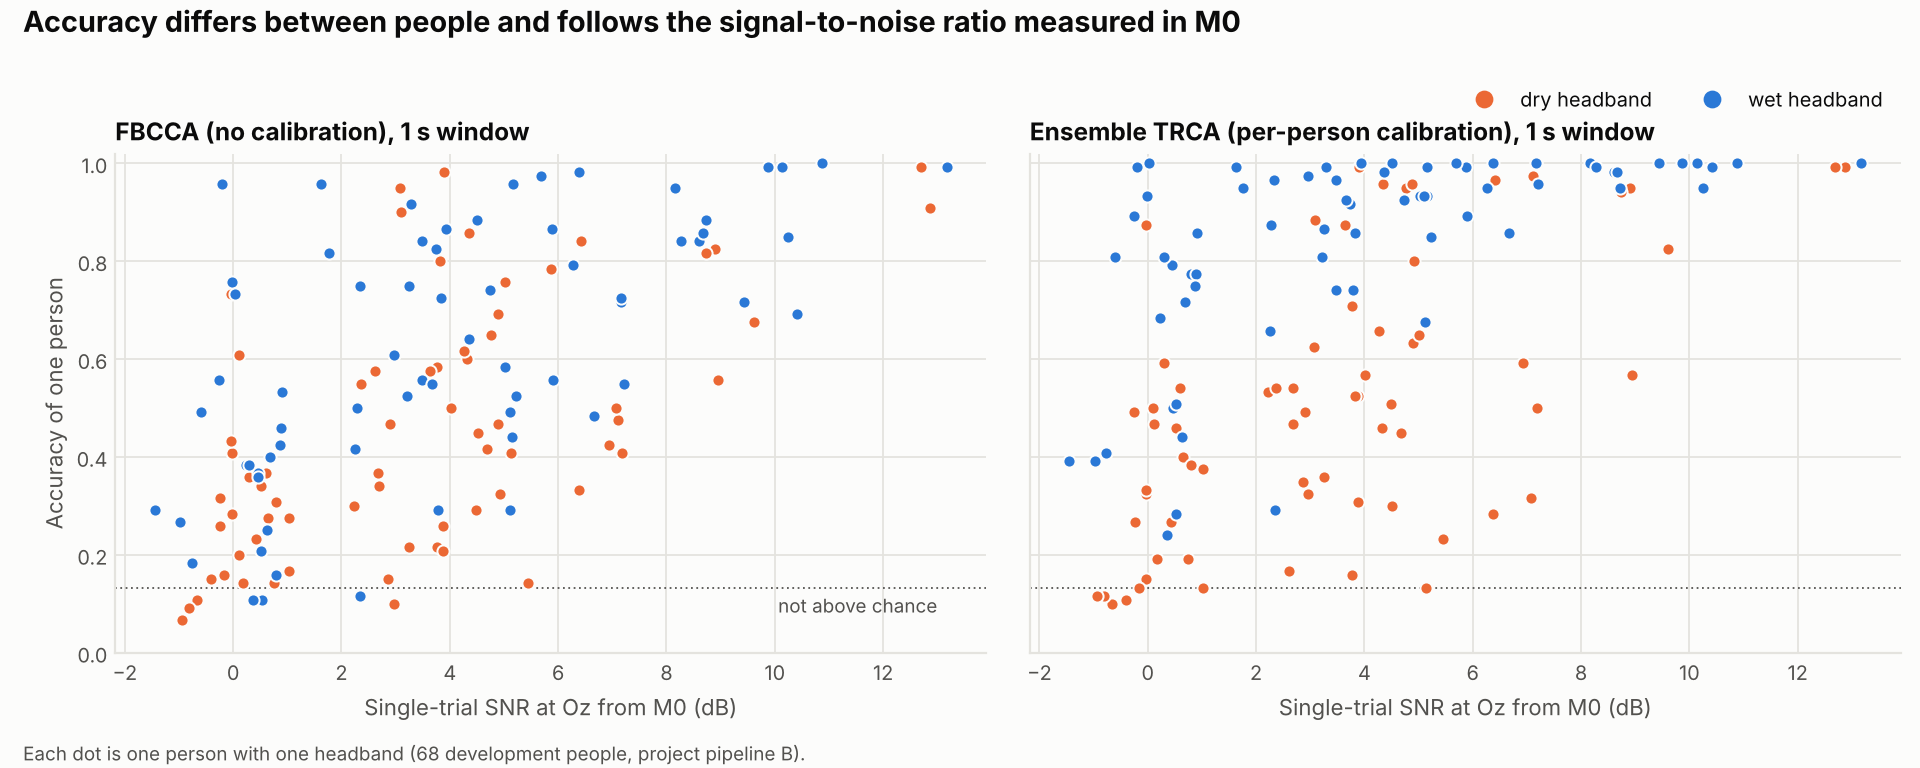 Accuracy differs between people and follows the signal-to-noise ratio measured in M0
dry headband
wet headband
FBCCA (no calibration), 1 s window
Ensemble TRCA (per-person calibration), 1 s window
Accuracy of one person
1.0
0.8
0.6
0.4
0.2
0.0
not above chance
−2 0 2 4 6 8 10 12
−2 0 2 4 6 8 10 12
Single-trial SNR at Oz from M0 (dB)
Single-trial SNR at Oz from M0 (dB)
Each dot is one person with one headband (68 development people, project pipeline B).